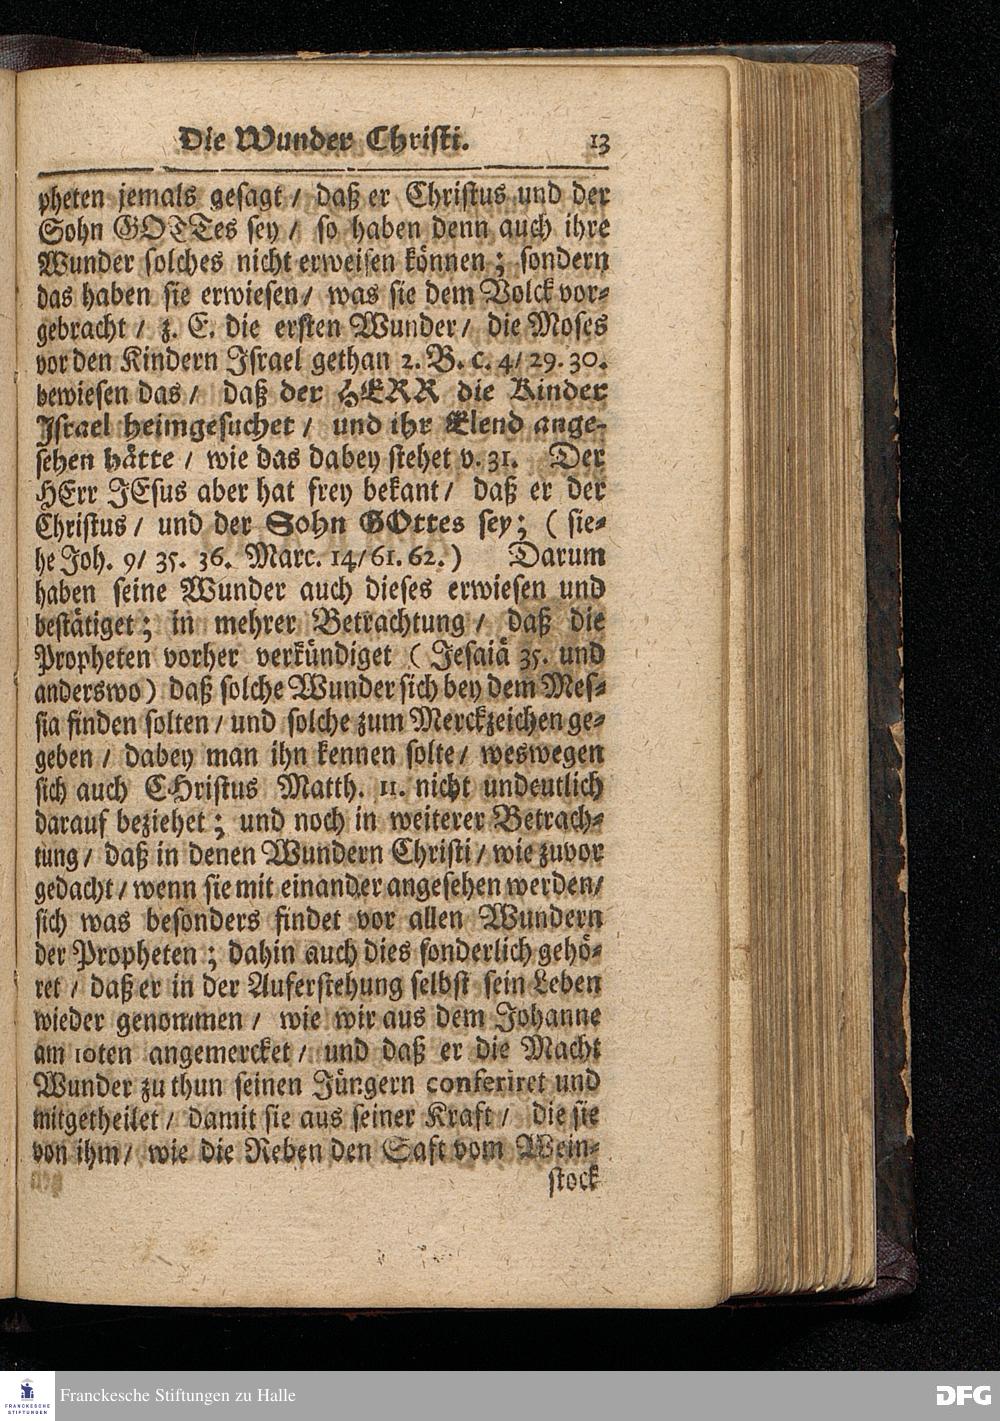 Die Wunder Christi. 13
pheten jemals gesagt / daß er Christus und der
Sohn GOTTes sey / so haben denn auch ihre
Wunder solches nicht erweisen können ; sondern
das haben sie erwiesen / was sie dem Volck vor-
gebracht / z. E. die ersten Wunder / die Moses
vor den Kindern Israel gethan 2. B. c. 4 / 29. 30.
bewiesen das / daß der HERR die Kinder
Israel heimgesuchet / und ihr Elend ange-
sehen hätte / wie das dabey stehet v. 31. Der
HErr JEsus aber hat frey bekant / daß er der
Christus / und der Sohn GOttes sey ; ( sie-
he Joh. 9 / 35. 36. Marc. 14 / 61. 62. ) Darum
haben seine Wunder auch dieses erwiesen und
bestätiget ; in mehrer Betrachtung / daß die
Propheten vorher verkündiget ( Jesaiä 35. und
anderswo ) daß solche Wunder sich bey dem Mes-
sia finden solten / und solche zum Merckzeichen ge-
geben / dabey man ihn kennen solte / weswegen
sich auch CHristus Matth. 11. nicht undeutlich
darauf beziehet ; und noch in weiterer Betrach-
tung / daß in denen Wundern Christi / wie zuvor
gedacht / wenn sie mit einander angesehen werden /
sich was besonders findet vor allen Wundern
der Propheten ; dahin auch dies sonderlich gehö-
ret / daß er in der Auferstehung selbst sein Leben
wieder genommen / wie wir aus dem Johanne
am 10ten angemercket / und daß er die Macht
Wunder zu thun seinen Jüngern conferiret und
mitgetheilet / damit sie aus seiner Kraft / die sie
von ihm / wie die Reben den Saft vom Wein-
stock
FRANCKESCHE
STIFTUNGEN
Franckesche Stiftungen zu Halle
DFG